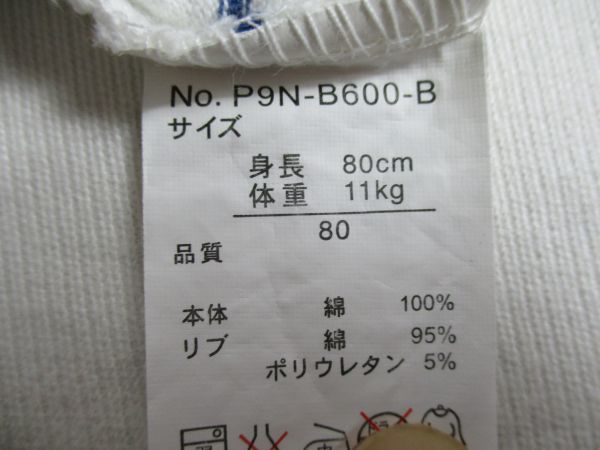 No. P9N-B600-B
サイズ
身長 80cm
体重 11kg
80
品質
本体 綿 100%
リブ 綿 95%
ポリウレタン 5%